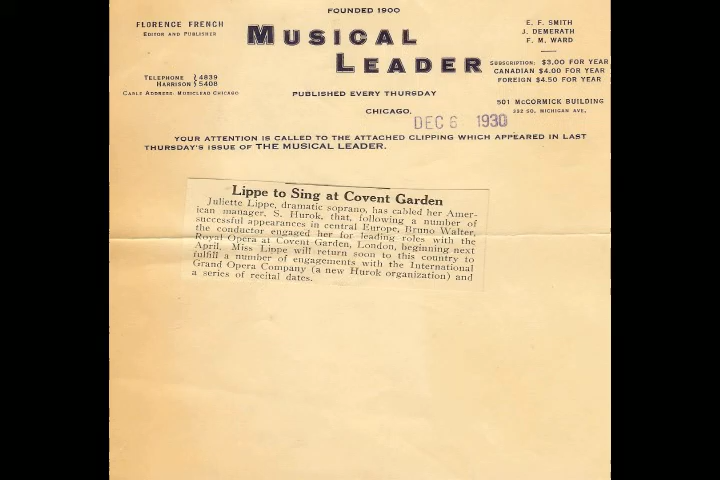 FOUNDED 1900
FLORENCE FRENCH
EDITOR AND PUBLISHER
E. F. SMITH
J. DEMERATH
F. M. WARD
MUSICAL
LEADER
SUBSCRIPTION: $3.00 FOR YEAR
CANADIAN $4.00 FOR YEAR
FOREIGN $4.50 FOR YEAR
TELEPHONE } 4839
HARRISON } 5408
CABLE ADDRESS: MUSICLEAD CHICAGO
PUBLISHED EVERY THURSDAY
501 McCORMICK BUILDING
332 SO. MICHIGAN AVE.
CHICAGO,
DEC 6 1930
YOUR ATTENTION IS CALLED TO THE ATTACHED CLIPPING WHICH APPEARED IN LAST
THURSDAY'S ISSUE OF THE MUSICAL LEADER.
Lippe to Sing at Covent Garden
Juliette Lippe, dramatic soprano, has cabled her Amer-
ican manager, S. Hurok, that, following a number of
successful appearances in central Europe, Bruno Walter,
the conductor engaged her for leading roles with the
Royal Opera at Covent Garden, London, beginning next
April. Miss Lippe will return soon to this country to
fulfill a number of engagements with the International
Grand Opera Company (a new Hurok organization) and
a series of recital dates.